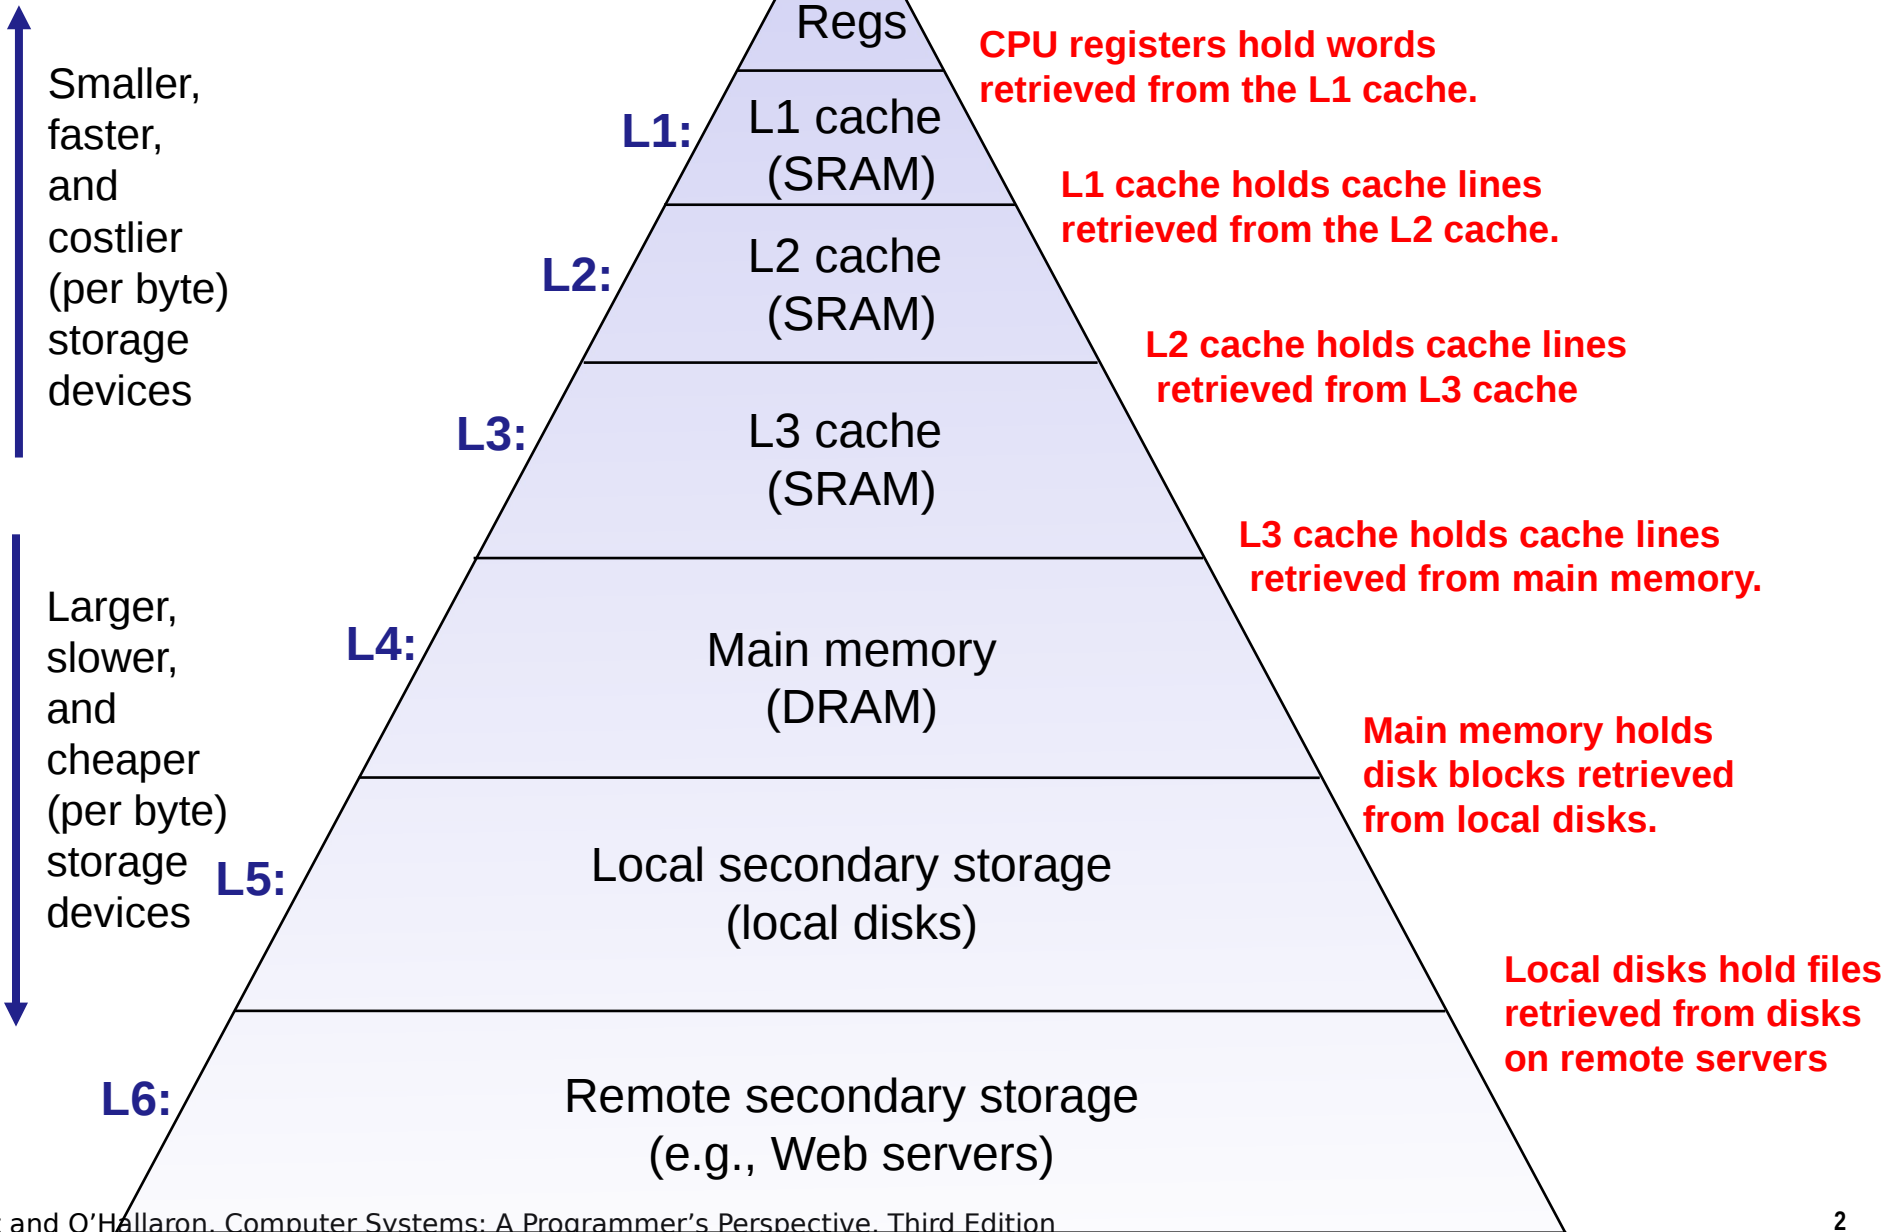 Regs
CPU registers hold words
retrieved from the L1 cache.
Smaller,
faster,
and
costlier
(per byte)
storage
devices
L1:
L1 cache
(SRAM)
L1 cache holds cache lines
retrieved from the L2 cache.
L2:
L2 cache
(SRAM)
L2 cache holds cache lines
retrieved from L3 cache
L3:
L3 cache
(SRAM)
L3 cache holds cache lines
retrieved from main memory.
Larger,
slower,
and
cheaper
(per byte)
storage
devices
L4:
Main memory
(DRAM)
Main memory holds
disk blocks retrieved
from local disks.
L5:
Local secondary storage
(local disks)
Local disks hold files
retrieved from disks
on remote servers
L6:
Remote secondary storage
(e.g., Web servers)
and O'Hallaron, Computer Systems: A Programmer's Perspective, Third Edition
2